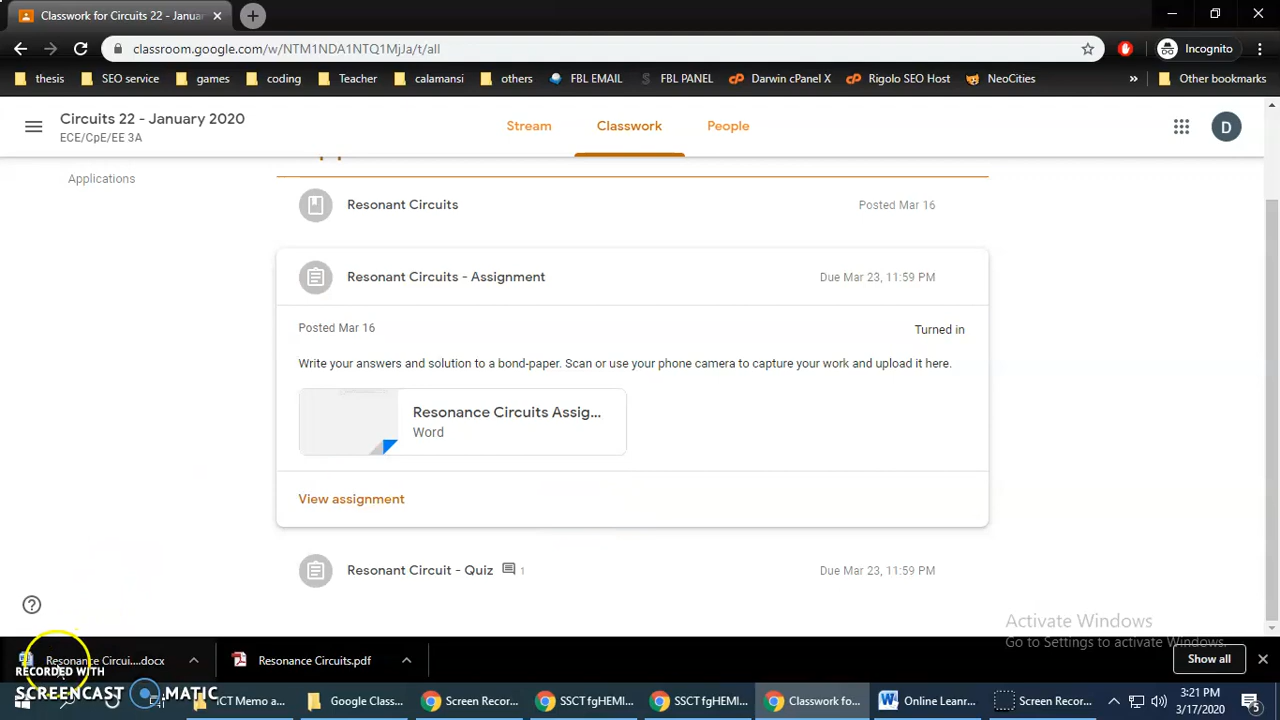 Classwork for Circuits 22 - Janua
classroom.google.com/w/NTM1NDA1NTQ1MjJa/t/all
Incognito
thesis
SEO service
games
coding
Teacher
calamansi
others
FBL EMAIL
FBL PANEL
Darwin cPanel X
Rigolo SEO Host
NeoCities
»
Other bookmarks
Circuits 22 - January 2020
ECE/CpE/EE 3A
Stream
Classwork
People
D
Applications
Resonant Circuits
Posted Mar 16
Resonant Circuits - Assignment
Due Mar 23, 11:59 PM
Posted Mar 16
Turned in
Write your answers and solution to a bond-paper. Scan or use your phone camera to capture your work and upload it here.
Resonance Circuits Assig...
Word
View assignment
Resonant Circuit - Quiz
1
Due Mar 23, 11:59 PM
Activate Windows
Go to Settings to activate Windows.
Resonance Circui....docx
Resonance Circuits.pdf
Show all
RECORDED WITH
SCREENCAST MATIC
ICT Memo a...
Google Class...
Screen Recor...
SSCT fgHEMI...
SSCT fgHEMI...
Classwork fo...
Online Leanr...
Screen Recor...
3:21 PM
3/17/2020
5